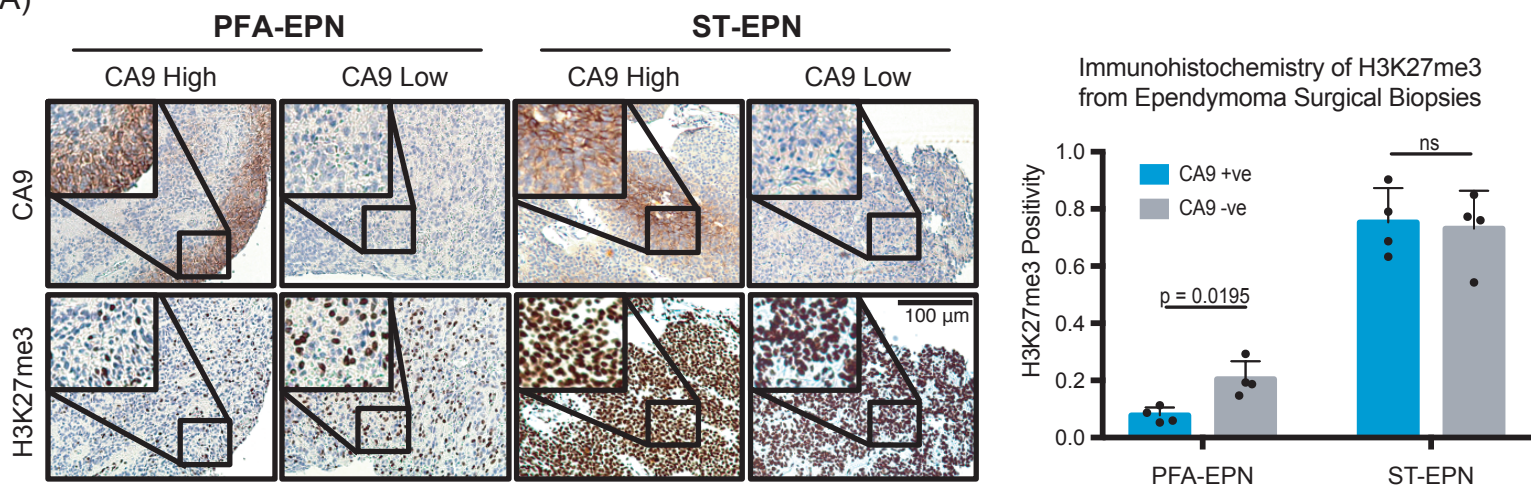 A)
PFA-EPN
ST-EPN
CA9 High
CA9 Low
CA9 High
CA9 Low
CA9
H3K27me3
100 µm
Immunohistochemistry of H3K27me3
from Ependymoma Surgical Biopsies
H3K27me3 Positivity
1.0
0.8
0.6
0.4
0.2
0.0
CA9 +ve
CA9 -ve
p = 0.0195
ns
PFA-EPN
ST-EPN